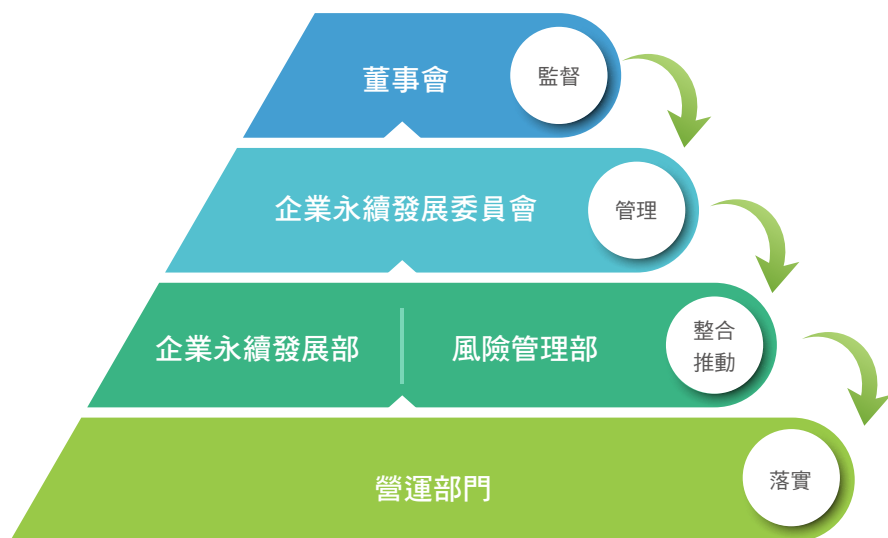 董事會
監督
企業永續發展委員會
管理
企業永續發展部
風險管理部
整合
推動
營運部門
落實